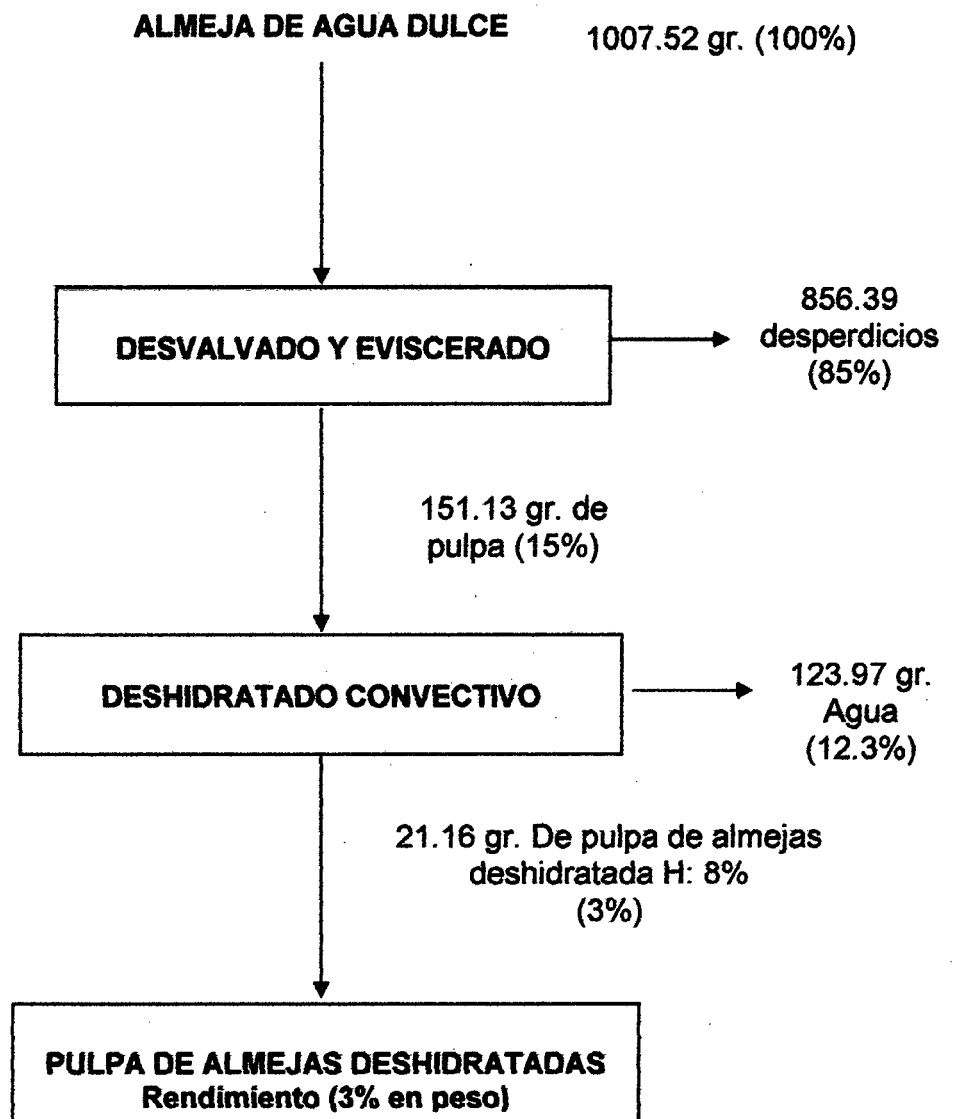 ALMEJA DE AGUA DULCE
1007.52 gr. (100%)
DESVALVADO Y EVISCERADO
856.39
desperdicios
(85%)
151.13 gr. de
pulpa (15%)
DESHIDRATADO CONVECTIVO
123.97 gr.
Agua
(12.3%)
21.16 gr. De pulpa de almejas
deshidratada H: 8%
(3%)
PULPA DE ALMEJAS DESHIDRATADAS
Rendimiento (3% en peso)